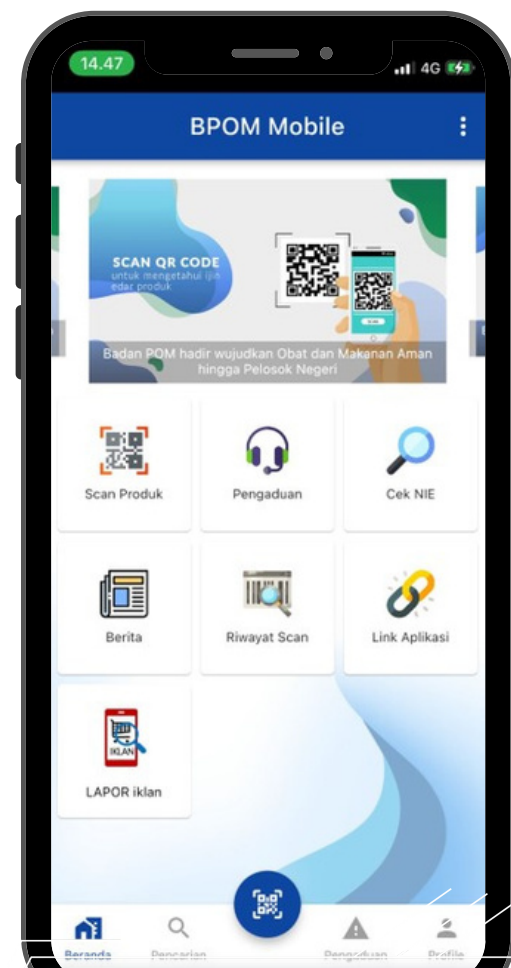 14.47
4G
BPOM Mobile
SCAN QR CODE
untuk mengetahui ijin
edar produk
Badan POM hadir wujudkan Obat dan Makanan Aman
hingga Pelosok Negeri
Scan Produk
Pengaduan
Cek NIE
Berita
Riwayat Scan
Link Aplikasi
IKLAN
LAPOR iklan
Beranda
Pencarian
Pengaduan
Profile